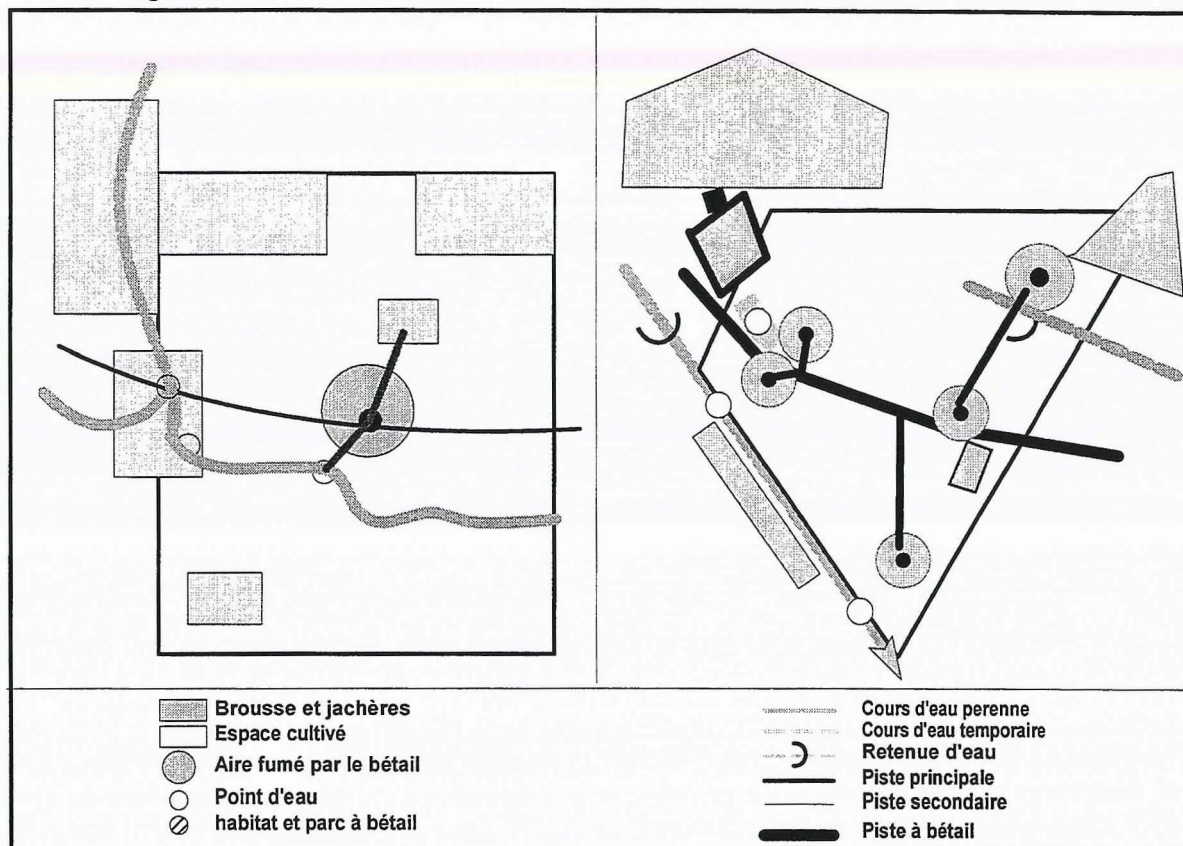 Brousse et jachères
Espace cultivé
Aire fumé par le bétail
Point d'eau
habitat et parc à bétail
Cours d'eau perenne
Cours d'eau temporaire
Retenue d'eau
Piste principale
Piste secondaire
Piste à bétail